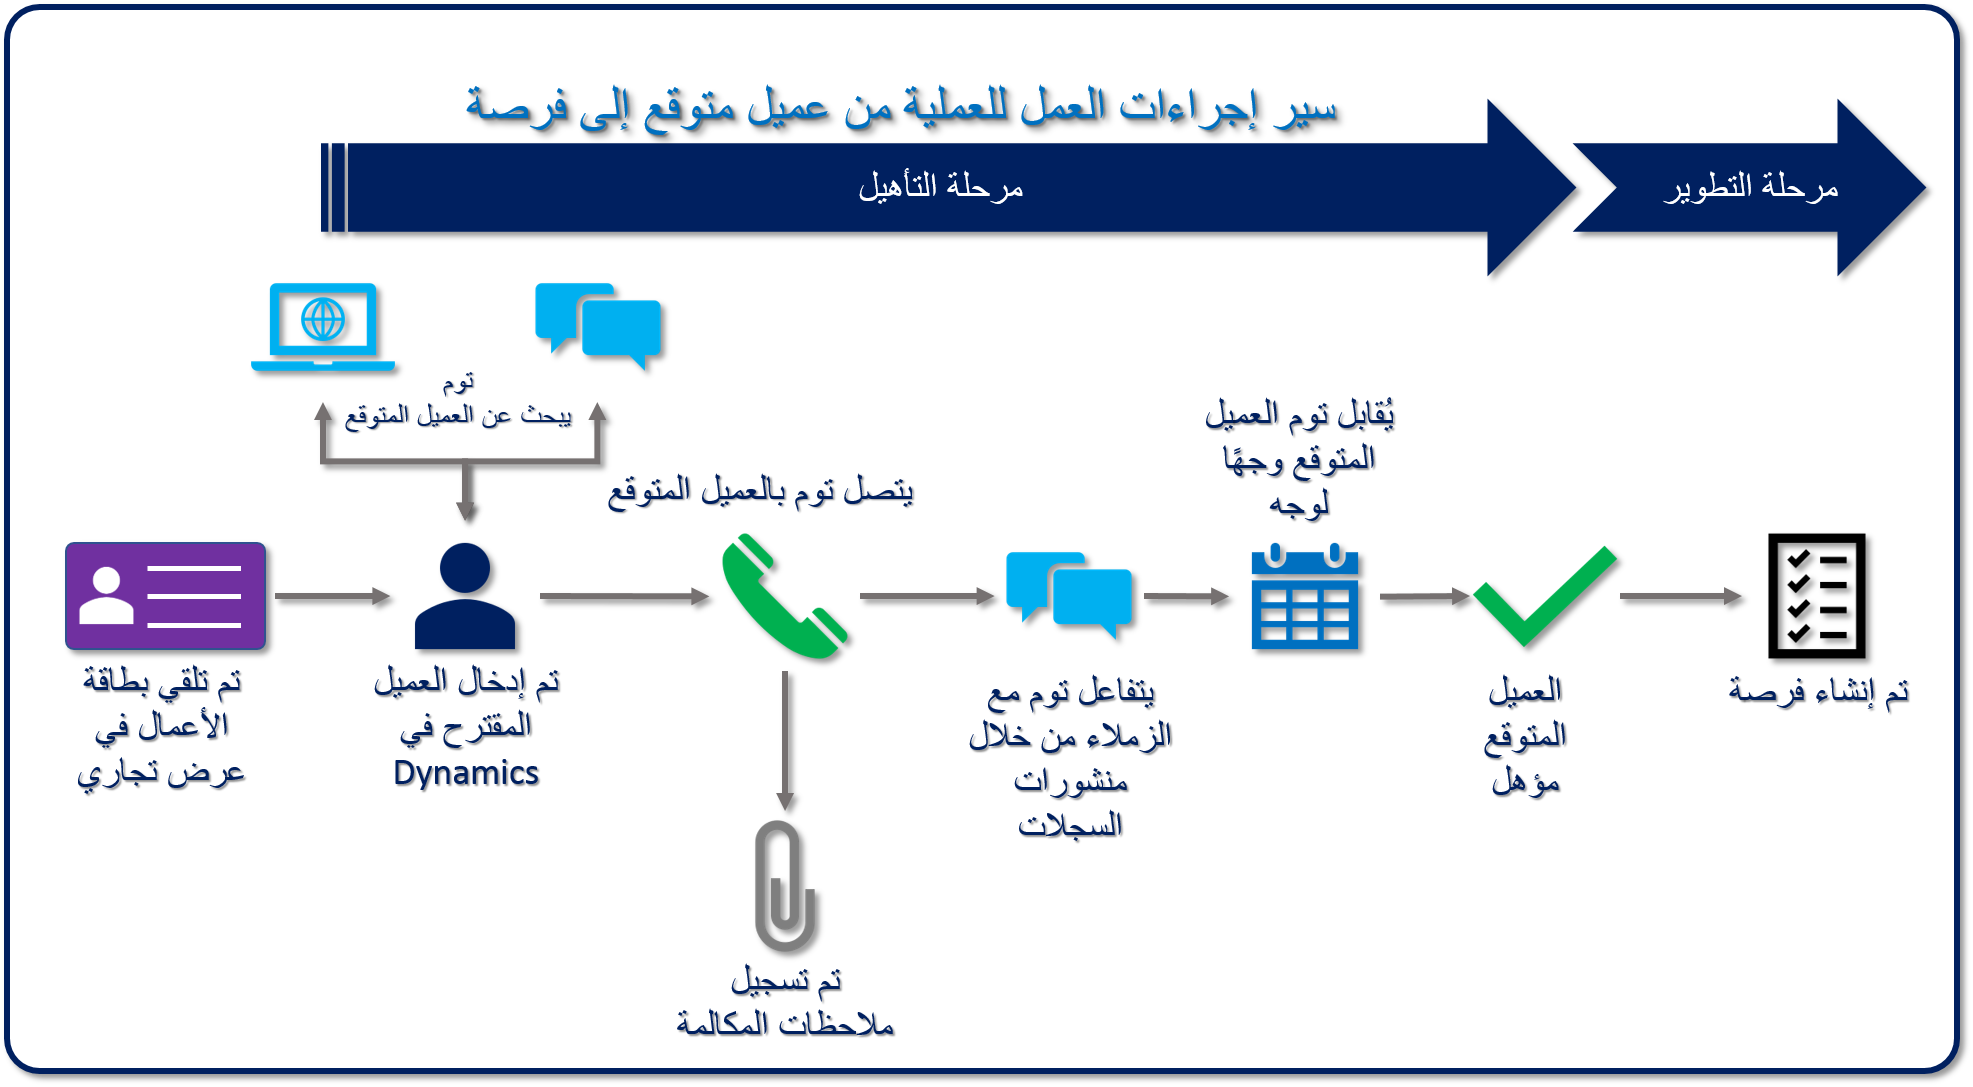 سير إجراءات العمل للعملية من عميل متوقع إلى فرصة
مرحلة التأهيل
مرحلة التطوير
توم
يبحث عن العميل المتوقع
تم تلقي بطاقة
الأعمال في
عرض تجاري
تم إدخال العميل
المقترح في
Dynamics
يتصل توم بالعميل المتوقع
تم تسجيل
ملاحظات المكالمة
يتفاعل توم مع
الزملاء من خلال
منشورات
السجلات
يُقابل توم العميل
المتوقع وجهًا
لوجه
العميل
المتوقع
مؤهل
تم إنشاء فرصة